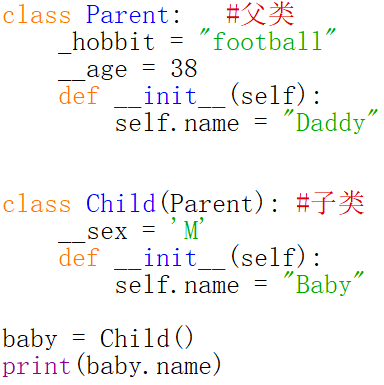 class Parent:   #父类
    _hobbit = "football"
    __age = 38
    def __init__(self):
        self.name = "Daddy"
class Child(Parent): #子类
    __sex = 'M'
    def __init__(self):
        self.name = "Baby"
baby = Child()
print(baby.name)